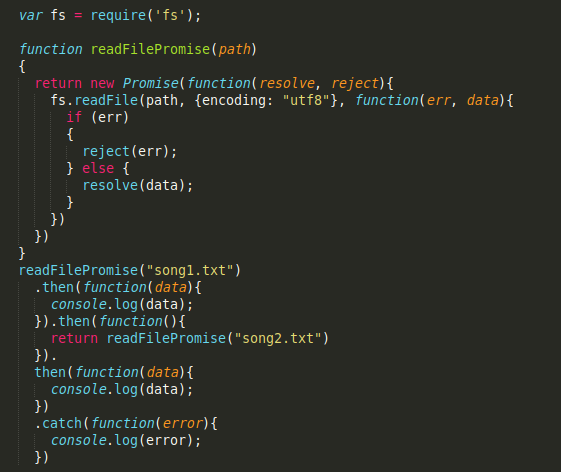 var fs = require('fs');
function readFilePromise(path)
{
return new Promise(function(resolve, reject){
fs.readFile(path, {encoding: "utf8"}, function(err, data){
if (err)
{
reject(err);
} else {
resolve(data);
}
})
})
}
readFilePromise("song1.txt")
.then(function(data){
console.log(data);
}).then(function(){
return readFilePromise("song2.txt")
}).
then(function(data){
console.log(data);
})
.catch(function(error){
console.log(error);
})